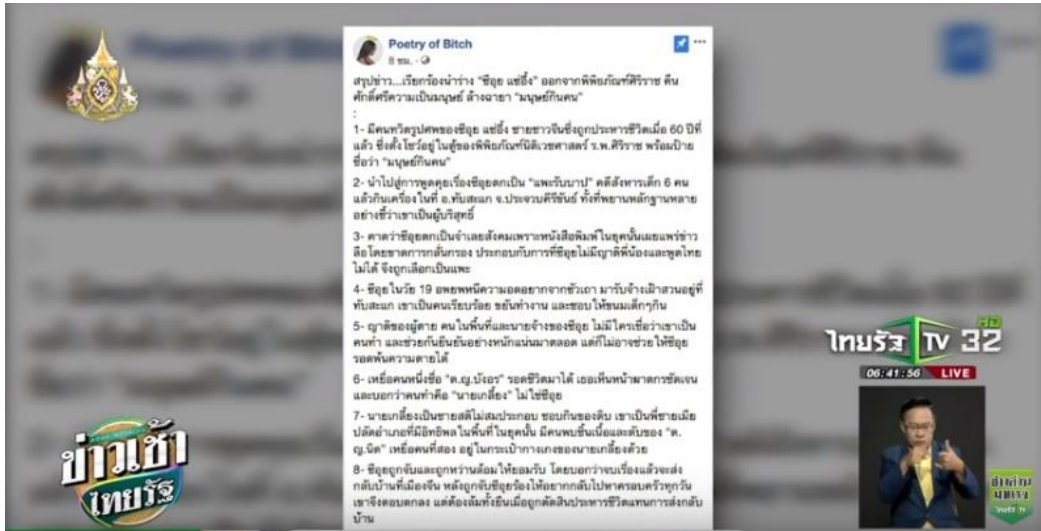 Poetry of Bitch
8 ชม.
สรุปข่าว...เรียกร้องนำร่าง "ซีอุย แซ่อึ้ง" ออกจากพิพิธภัณฑ์ศิริราช คืน
ศักดิ์ศรีความเป็นมนุษย์ ล้างฉายา "มนุษย์กินคน"
:
1- มีคนทวิตรูปศพของซีอุย แซ่อึ้ง ชายชาวจีนซึ่งถูกประหารชีวิตเมื่อ 60 ปีที่
แล้ว ซึ่งตั้งโชว์อยู่ในตู้ของพิพิธภัณฑ์นิติเวชศาสตร์ ร.พ.ศิริราช พร้อมป้าย
ชื่อว่า "มนุษย์กินคน"
2- นำไปสู่การพูดคุยเรื่องซีอุยตกเป็น "แพะรับบาป" คดีสังหารเด็ก 6 คน
แล้วกินเครื่องในที่ อ.ทับสะแก จ.ประจวบคีรีขันธ์ ทั้งที่พยานหลักฐานหลาย
อย่างชี้ว่าเขาเป็นผู้บริสุทธิ์
3- คาดว่าซีอุยตกเป็นจำเลยสังคมเพราะหนังสือพิมพ์ในยุคนั้นเผยแพร่ข่าว
ลือโดยขาดการกลั่นกรอง ประกอบกับการที่ซีอุยไม่มีญาติพี่น้องและพูดไทย
ไม่ได้ จึงถูกเลือกเป็นแพะ
4- ซีอุยในวัย 19 อพยพหนีความอดอยากจากซัวเถา มารับจ้างเฝ้าสวนอยู่ที่
ทับสะแก เขาเป็นคนเรียบร้อย ขยันทำงาน และชอบให้ขนมเด็กๆกิน
5- ญาติของผู้ตาย คนในพื้นที่และนายจ้างของซีอุย ไม่มีใครเชื่อว่าเขาเป็น
คนทำ และช่วยกันยืนยันอย่างหนักแน่นมาตลอด แต่ก็ไม่อาจช่วยให้ซีอุย
รอดพ้นความตายได้
6- เหยื่อคนหนึ่งชื่อ "ด.ญ.บังอร" รอดชีวิตมาได้ เธอเห็นหน้าฆาตกรชัดเจน
และบอกว่าคนทำคือ "นายเกลี้ยง" ไม่ใช่ซีอุย
7- นายเกลี้ยงเป็นชายสติไม่สมประกอบ ชอบกินของดิบ เขาเป็นพี่ชายเมีย
ปลัดอำเภอที่มีอิทธิพลในพื้นที่ในยุคนั้น มีคนพบชิ้นเนื้อและตับของ "ด.
ญ.นิด" เหยื่อคนที่สอง อยู่ในกระเป๋ากางเกงของนายเกลี้ยงด้วย
8- ซีอุยถูกจับและถูกหว่านล้อมให้ยอมรับ โดยบอกว่าจบเรื่องแล้วจะส่ง
กลับบ้านที่เมืองจีน หลังถูกจับซีอุยร้องไห้อยากกลับไปหาครอบครัวทุกวัน
เขาจึงตอบตกลง แต่ต้องล้มทั้งยืนเมื่อถูกตัดสินประหารชีวิตแทนการส่งกลับ
บ้าน
ไทยรัฐ TV 32 HD
06:41:56 LIVE
ข่าวเช้า
ไทยรัฐ